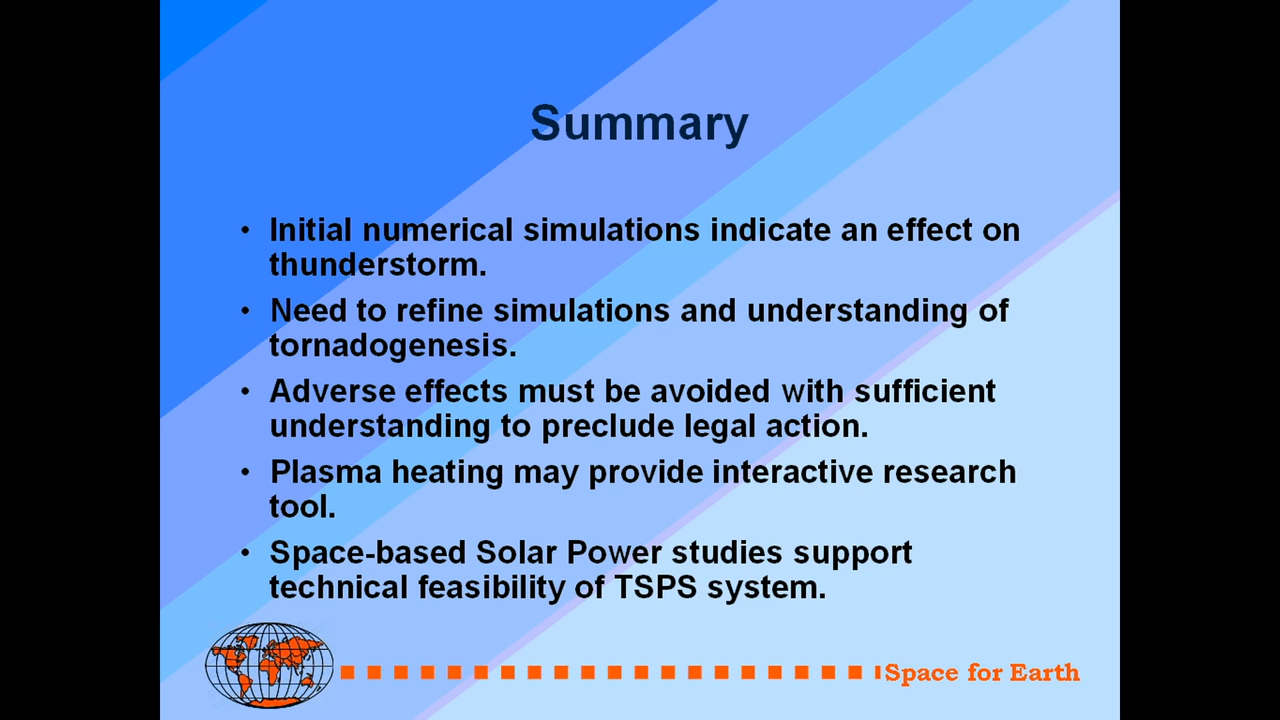 Summary
• Initial numerical simulations indicate an effect on
thunderstorm.
• Need to refine simulations and understanding of
tornadogenesis.
• Adverse effects must be avoided with sufficient
understanding to preclude legal action.
• Plasma heating may provide interactive research
tool.
• Space-based Solar Power studies support
technical feasibility of TSPS system.
Space for Earth